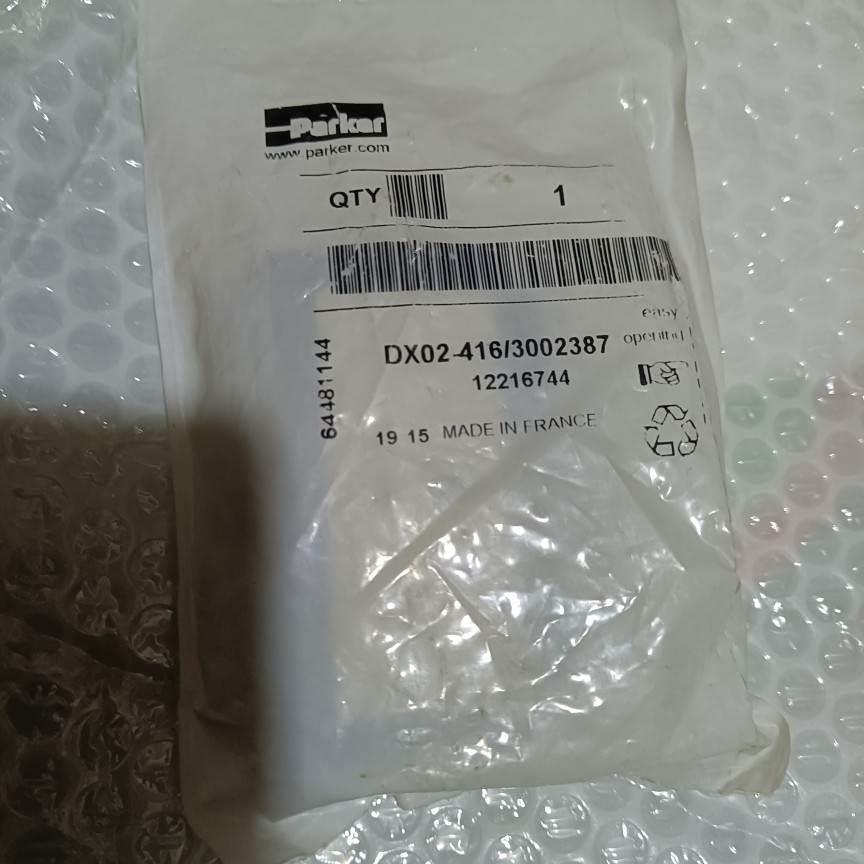 Parker
www.parker.com
QTY 1
easy
opening
DX02-416/3002387
12216744
64481144
19 15 MADE IN FRANCE